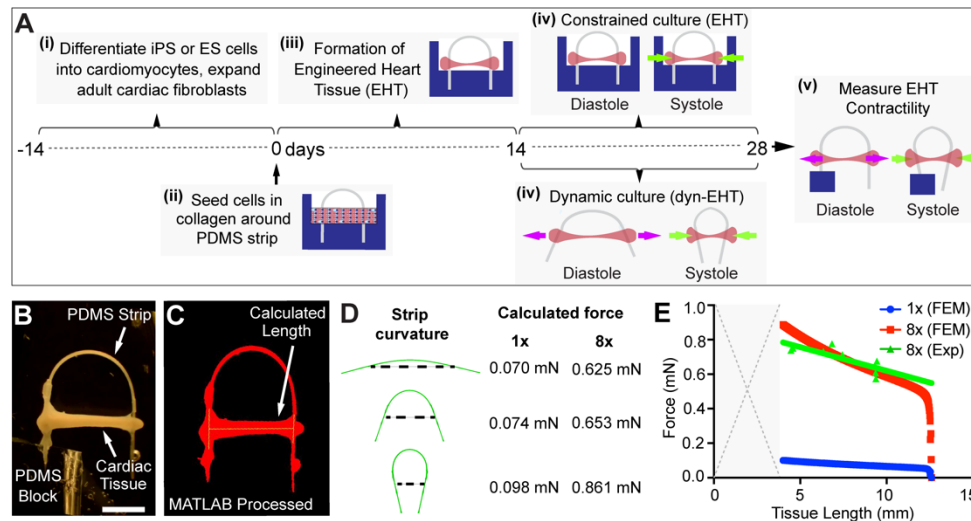 A
(i) Differentiate iPS or ES cells
into cardiomyocytes, expand
adult cardiac fibroblasts
(iii) Formation of
Engineered Heart
Tissue (EHT)
(iv) Constrained culture (EHT)
Diastole Systole
(v) Measure EHT
Contractility
Diastole Systole
-14 0 days 14 28
(ii) Seed cells in
collagen around
PDMS strip
(iv) Dynamic culture (dyn-EHT)
Diastole Systole
B
PDMS Strip
PDMS
Block
Cardiac
Tissue
C
Calculated
Length
MATLAB Processed
D
Strip
curvature
Calculated force
1x 8x
0.070 mN 0.625 mN
0.074 mN 0.653 mN
0.098 mN 0.861 mN
E
1x (FEM)
8x (FEM)
8x (Exp)
Force (mN)
1.0
0.8
0.6
0.4
0.2
0.0
0 5 10 15
Tissue Length (mm)